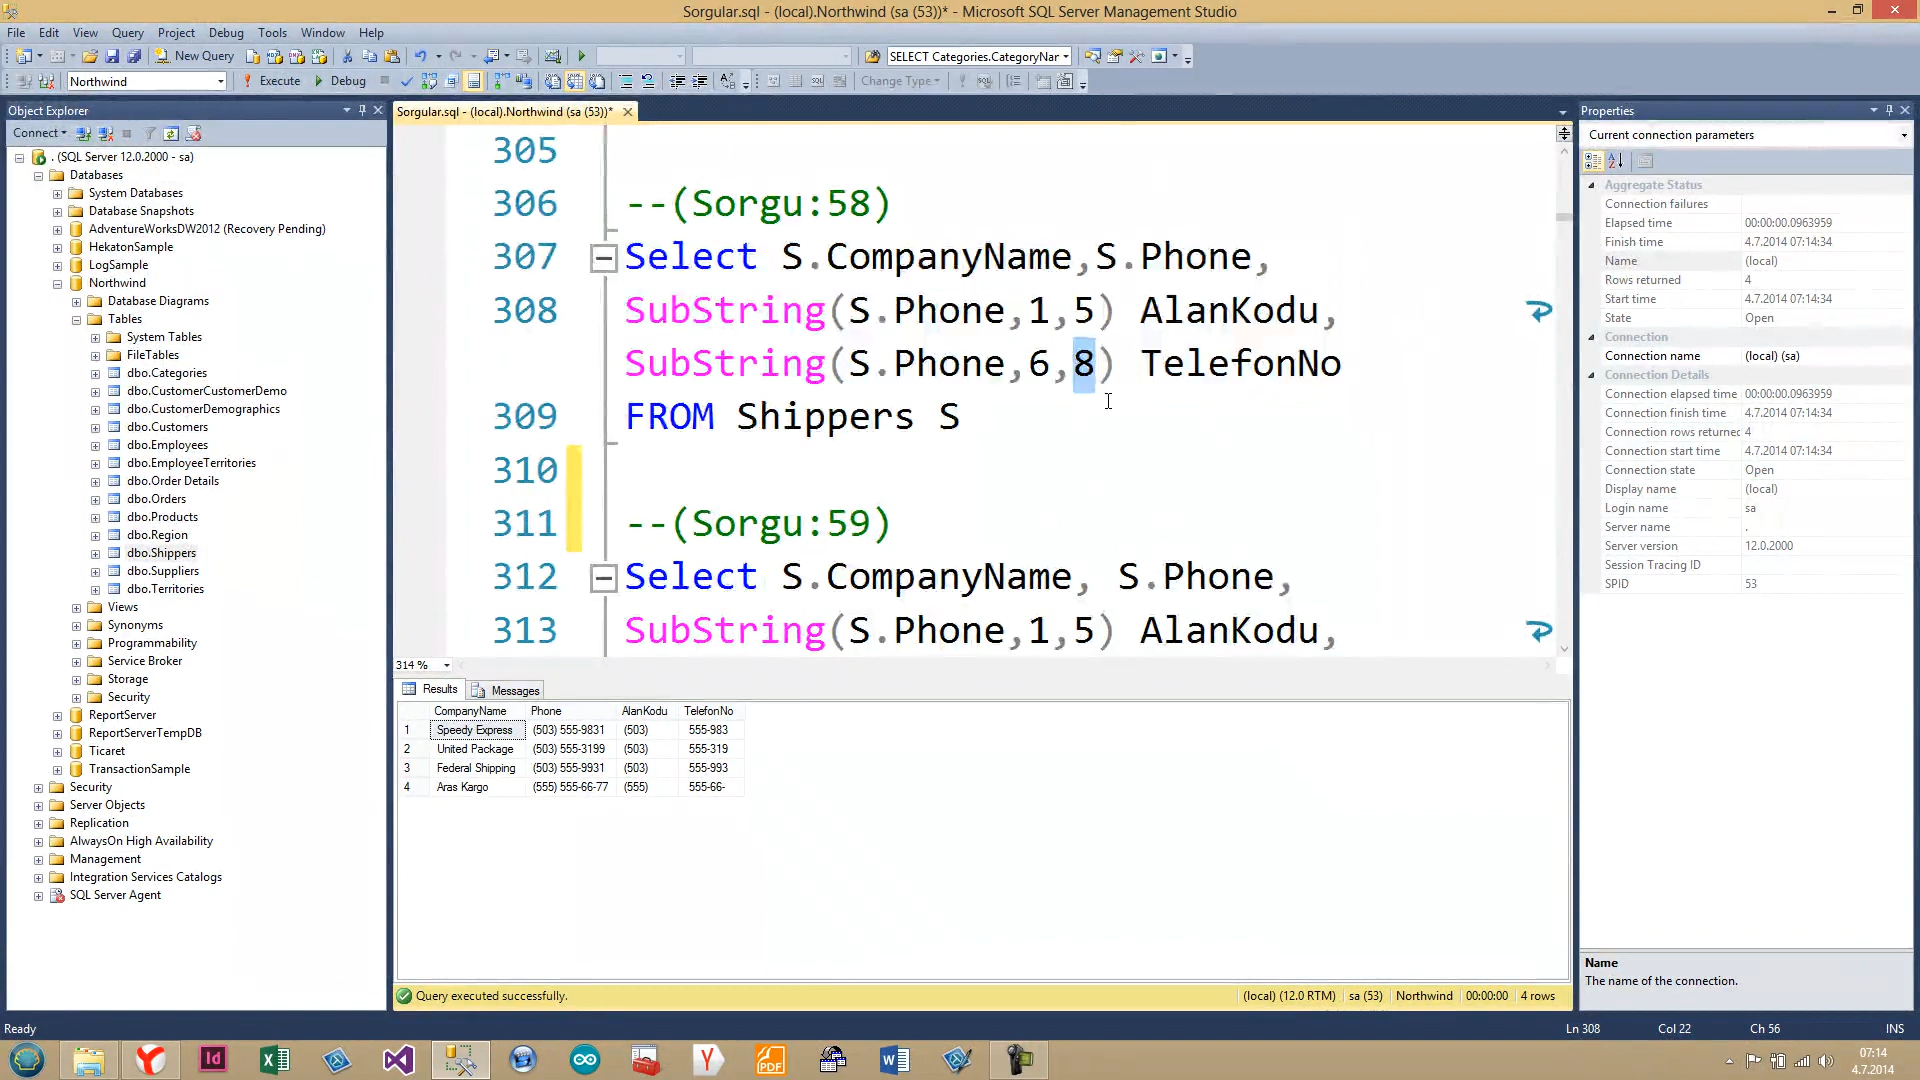 Sorgular.sql - (local).Northwind (sa (53))* - Microsoft SQL Server Management Studio
File Edit View Query Project Debug Tools Window Help
New Query
SELECT Categories.CategoryNar
Northwind
Execute
Debug
Change Type
Object Explorer
Connect
. (SQL Server 12.0.2000 - sa)
Databases
System Databases
Database Snapshots
AdventureWorksDW2012 (Recovery Pending)
HekatonSample
LogSample
Northwind
Database Diagrams
Tables
System Tables
FileTables
dbo.Categories
dbo.CustomerCustomerDemo
dbo.CustomerDemographics
dbo.Customers
dbo.Employees
dbo.EmployeeTerritories
dbo.Order Details
dbo.Orders
dbo.Products
dbo.Region
dbo.Shippers
dbo.Suppliers
dbo.Territories
Views
Synonyms
Programmability
Service Broker
Storage
Security
ReportServer
ReportServerTempDB
Ticaret
TransactionSample
Security
Server Objects
Replication
AlwaysOn High Availability
Management
Integration Services Catalogs
SQL Server Agent
Sorgular.sql - (local).Northwind (sa (53))*
305
306 --(Sorgu:58)
307 Select S.CompanyName,S.Phone,
308 SubString(S.Phone,1,5) AlanKodu,
SubString(S.Phone,6,8) TelefonNo
309 FROM Shippers S
310
311 --(Sorgu:59)
312 Select S.CompanyName, S.Phone,
313 SubString(S.Phone,1,5) AlanKodu,
314 %
Results Messages
CompanyName Phone AlanKodu TelefonNo
1 Speedy Express (503) 555-9831 (503) 555-983
2 United Package (503) 555-3199 (503) 555-319
3 Federal Shipping (503) 555-9931 (503) 555-993
4 Aras Kargo (555) 555-66-77 (555) 555-66-
Query executed successfully.
(local) (12.0 RTM) sa (53) Northwind 00:00:00 4 rows
Properties
Current connection parameters
Aggregate Status
Connection failures
Elapsed time 00:00:00.0963959
Finish time 4.7.2014 07:14:34
Name (local)
Rows returned 4
Start time 4.7.2014 07:14:34
State Open
Connection
Connection name (local) (sa)
Connection Details
Connection elapsed time 00:00:00.0963959
Connection finish time 4.7.2014 07:14:34
Connection rows returned 4
Connection start time 4.7.2014 07:14:34
Connection state Open
Display name (local)
Login name sa
Server name .
Server version 12.0.2000
Session Tracing ID
SPID 53
Name
The name of the connection.
Ready
Ln 308 Col 22 Ch 56 INS
Id
PDF
07:14
4.7.2014